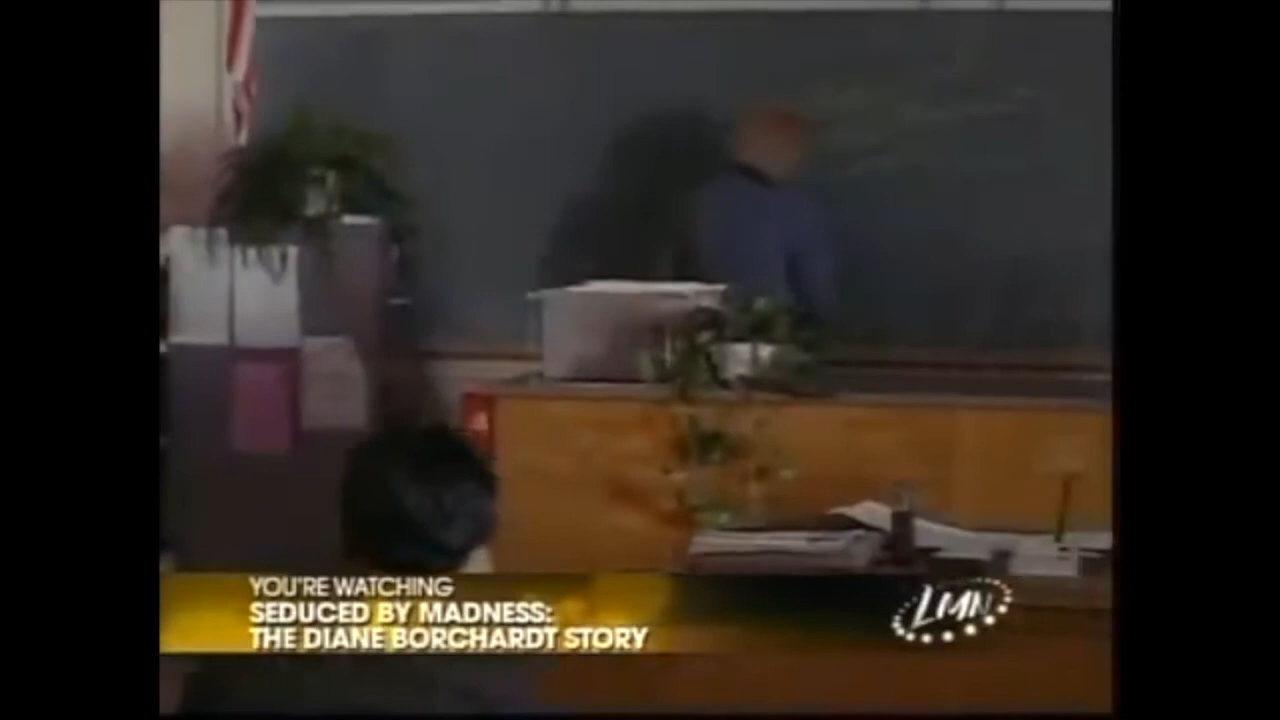 YOU'RE WATCHING
SEDUCED BY MADNESS:
THE DIANE BORCHARDT STORY
LMN